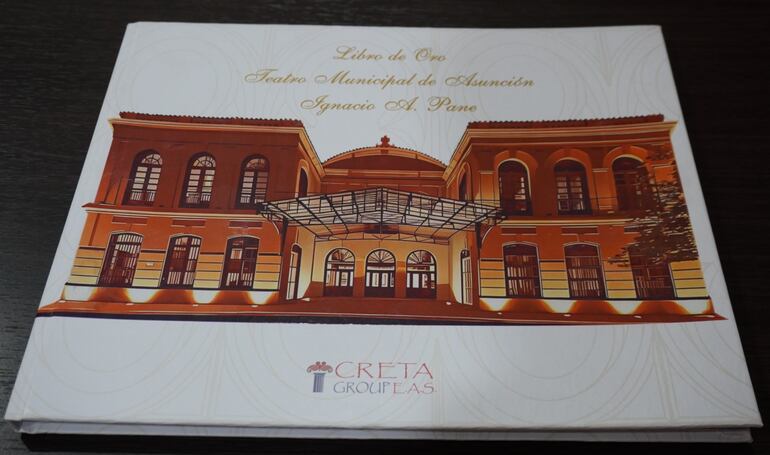 Libro de Oro
Teatro Municipal de Asunción
Ignacio A. Pane
CRETA
GROUP E.A.S.